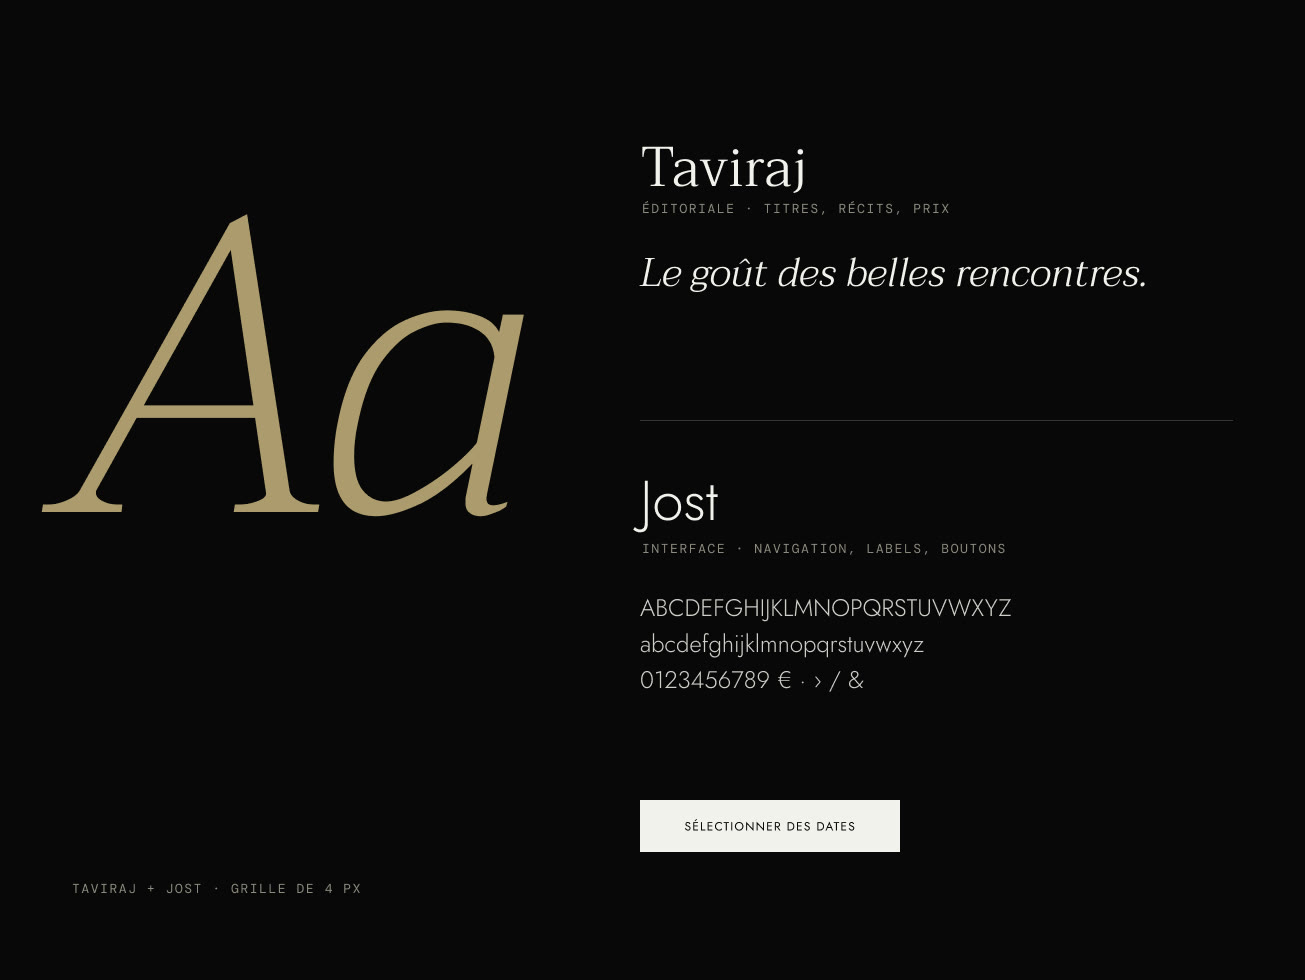 Aa
Taviraj
ÉDITORIALE · TITRES, RÉCITS, PRIX
Le goût des belles rencontres.
Jost
INTERFACE · NAVIGATION, LABELS, BOUTONS
ABCDEFGHIJKLMNOPQRSTUVWXYZ
abcdefghijklmnopqrstuvwxyz
0123456789 € · › / &
SÉLECTIONNER DES DATES
TAVIRAJ + JOST · GRILLE DE 4 PX